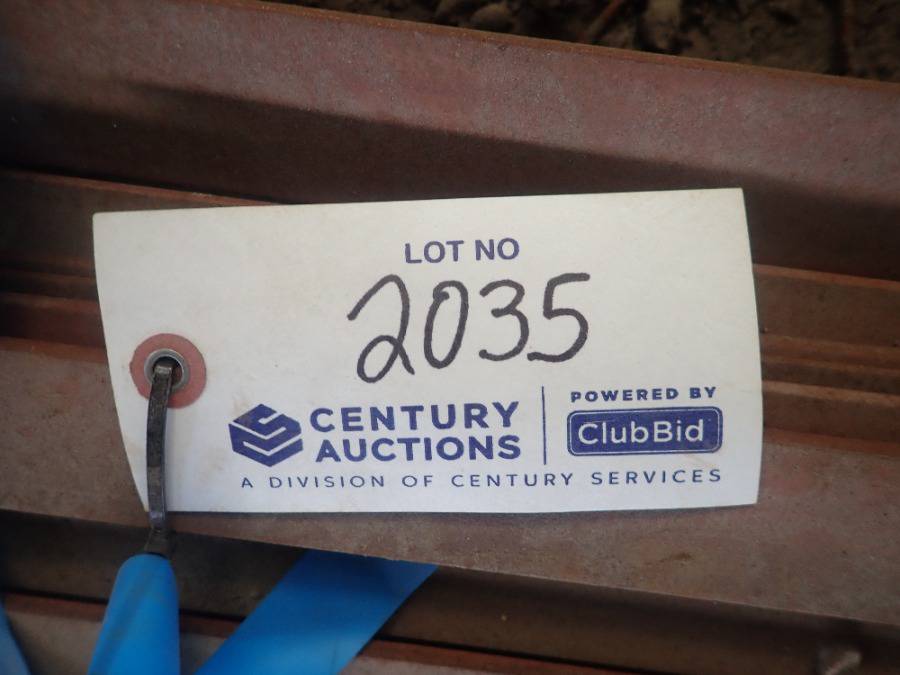 LOT NO
2035
CENTURY
AUCTIONS
POWERED BY
ClubBid
A DIVISION OF CENTURY SERVICES